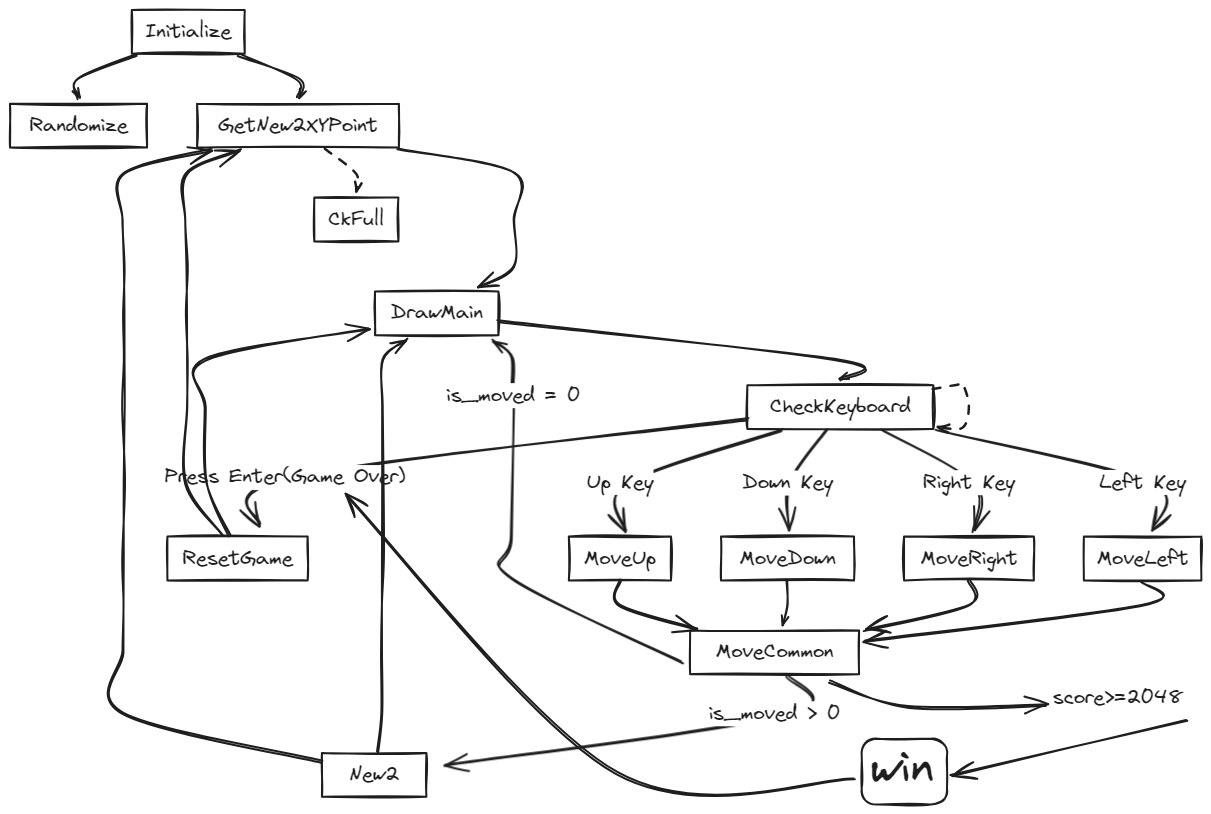 Initialize
Randomize
GetNew2XYPoint
CkFull
DrawMain
is_moved = 0
CheckKeyboard
Press Enter(Game Over)
Up Key
Down Key
Right Key
Left Key
ResetGame
MoveUp
MoveDown
MoveRight
MoveLeft
MoveCommon
score>=2048
is_moved > 0
New2
win